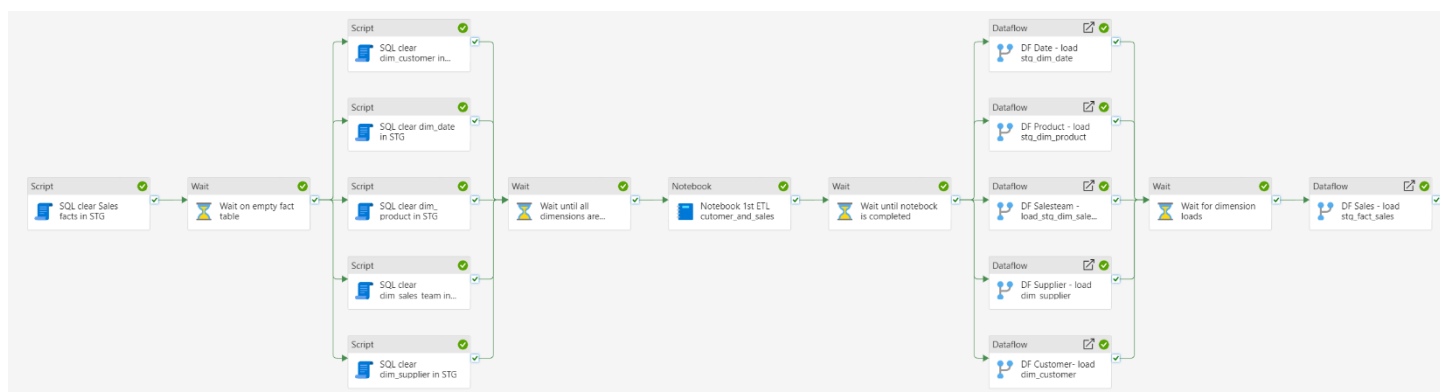 Script
SQL clear Sales
facts in STG
Wait
Wait on empty fact
table
Script
SQL clear
dim_customer in...
Script
SQL clear dim_date
in STG
Script
SQL clear dim_
product in STG
Script
SQL clear
dim_sales_team in...
Script
SQL clear
dim_supplier in STG
Wait
Wait until all
dimensions are...
Notebook
Notebook 1st ETL
cutomer_and_sales
Wait
Wait until notebook
is completed
Dataflow
DF Date - load
stg_dim_date
Dataflow
DF Product - load
stg_dim_product
Dataflow
DF Salesteam -
load_stg_dim_sale...
Dataflow
DF Supplier - load
dim_supplier
Dataflow
DF Customer- load
dim_customer
Wait
Wait for dimension
loads
Dataflow
DF Sales - load
stg_fact_sales